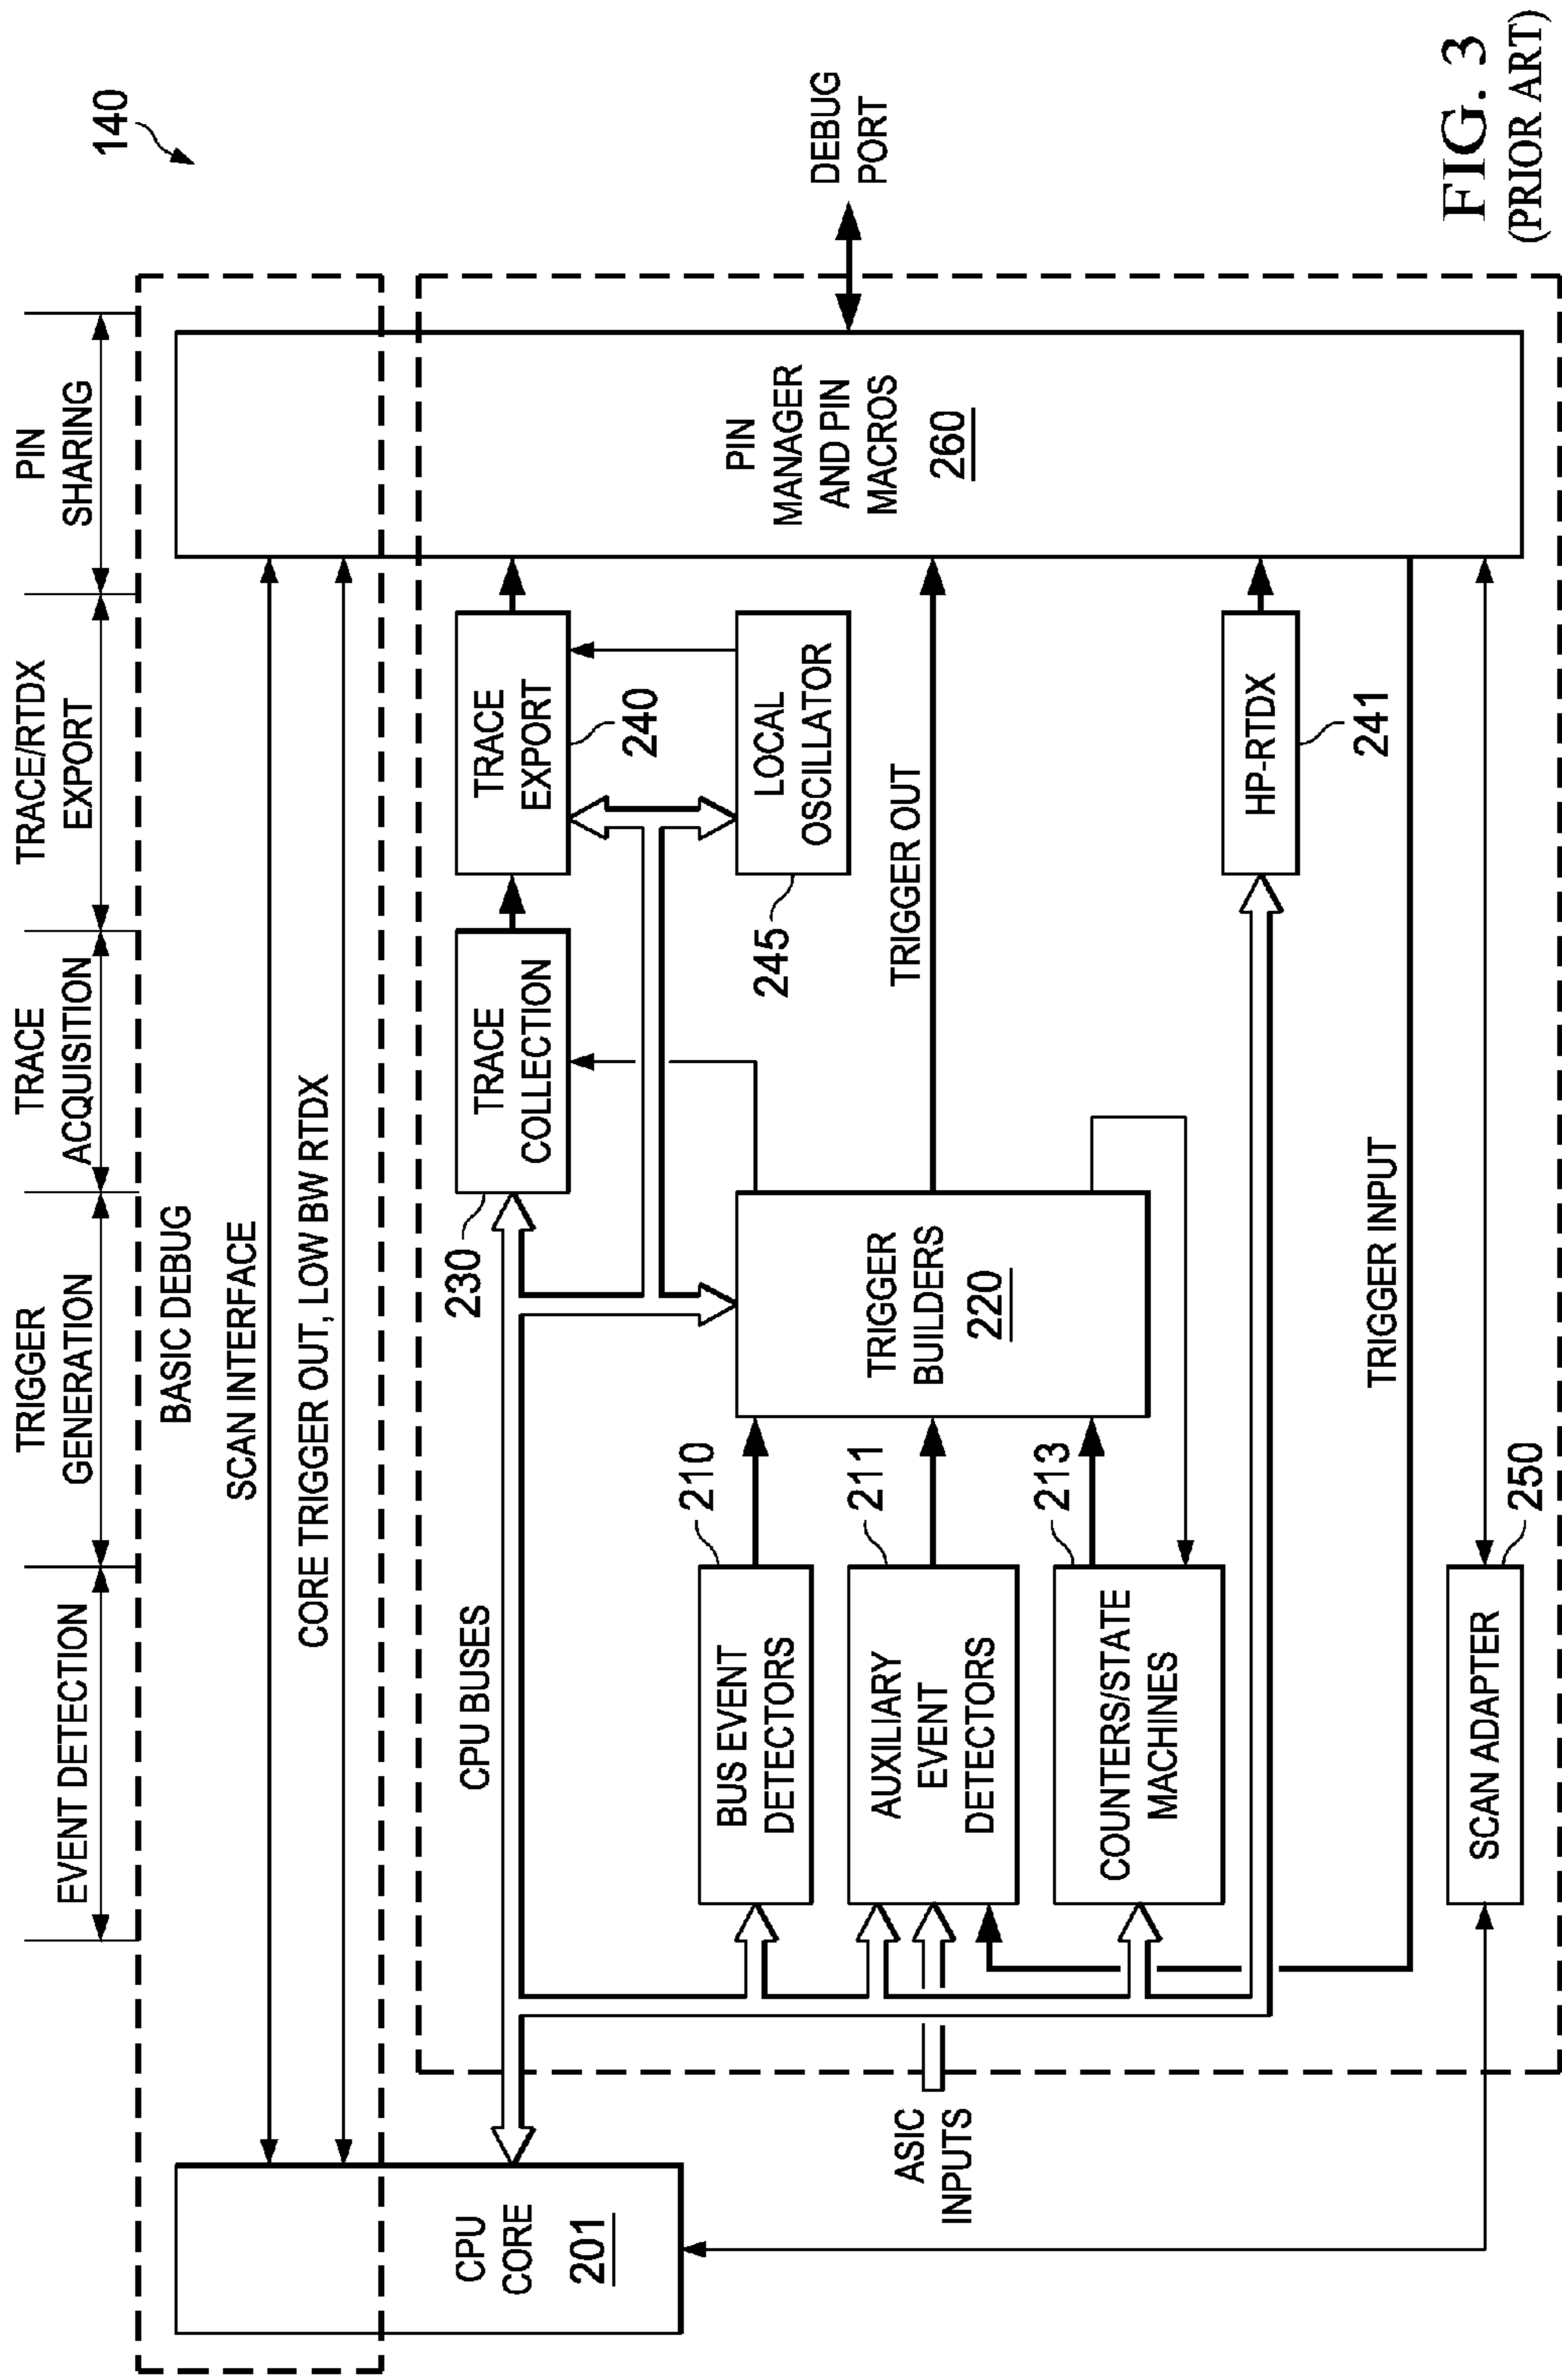 140
EVENT DETECTION
TRIGGER
GENERATION
TRACE
ACQUISITION
TRACE/RTDX
EXPORT
PIN
SHARING
BASIC DEBUG
SCAN INTERFACE
CORE TRIGGER OUT, LOW BW RTDX
CPU
CORE
201
CPU BUSES
230
TRACE
COLLECTION
TRACE
EXPORT
240
245
LOCAL
OSCILLATOR
PIN
MANAGER
AND PIN
MACROS
260
DEBUG
PORT
BUS EVENT
DETECTORS
210
ASIC
INPUTS
AUXILIARY
EVENT
DETECTORS
211
TRIGGER
BUILDERS
220
TRIGGER OUT
COUNTERS/STATE
MACHINES
213
HP-RTDX
241
TRIGGER INPUT
SCAN ADAPTER
250
FIG. 3
(PRIOR ART)